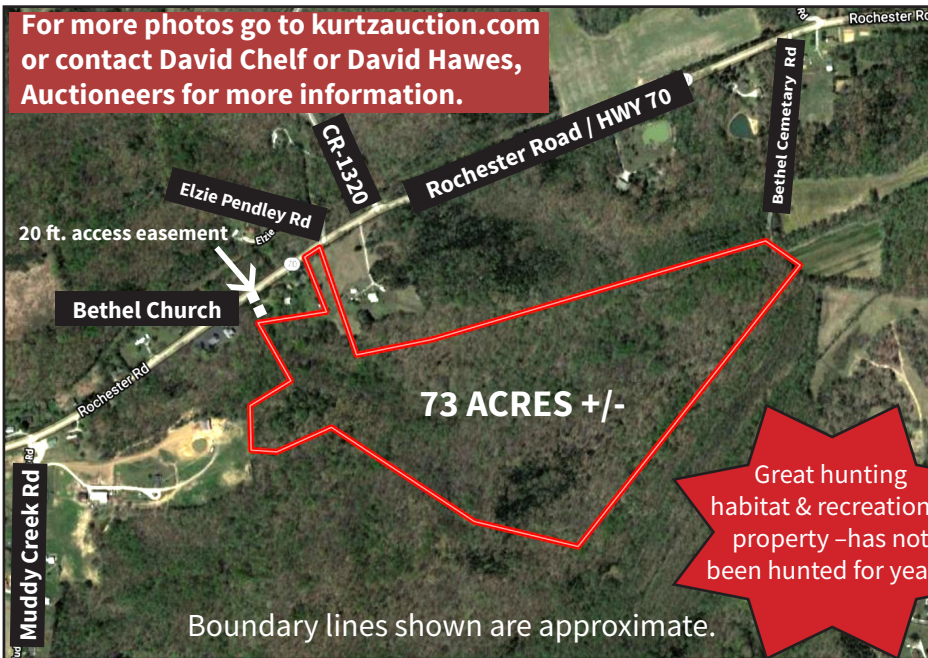 For more photos go to kurtzauction.com
or contact David Chelf or David Hawes,
Auctioneers for more information.
Rochester Rd
Rd
Bethel Cemetary Rd
CR-1320
Rochester Road / HWY 70
Elzie Pendley Rd
Elzie
20 ft. access easement
70
Bethel Church
Rochester Rd
73 ACRES +/-
Rd
Muddy Creek Rd
Great hunting
habitat & recreation
property –has not
been hunted for yea
Boundary lines shown are approximate.